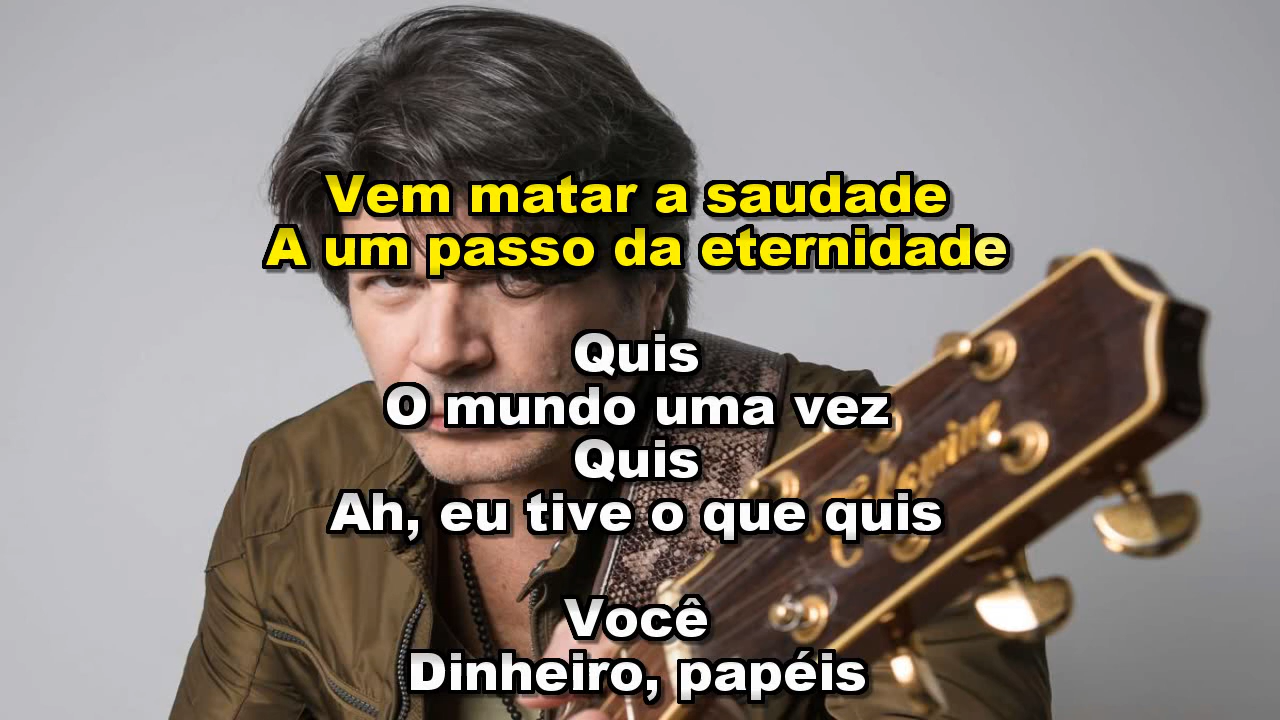 Vem matar a saudade
A um passo da eternidade
Quis
O mundo uma vez
Quis
Ah, eu tive o que quis
Você
Dinheiro, papéis
Takamine